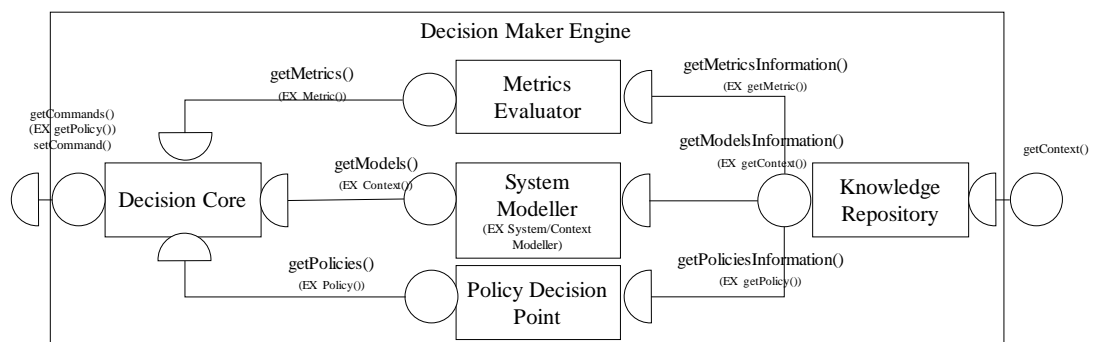 Decision Maker Engine
getMetrics()
(EX Metric())
Metrics
Evaluator
getMetricsInformation()
(EX getMetric())
getCommands()
(EX getPolicy())
setCommand()
getModels()
(EX Context())
getModelsInformation()
(EX getContext())
getContext()
Decision Core
System
Modeller
(EX System/Context
Modeller)
Knowledge
Repository
getPolicies()
(EX Policy())
Policy Decision
Point
getPoliciesInformation()
(EX getPolicy())